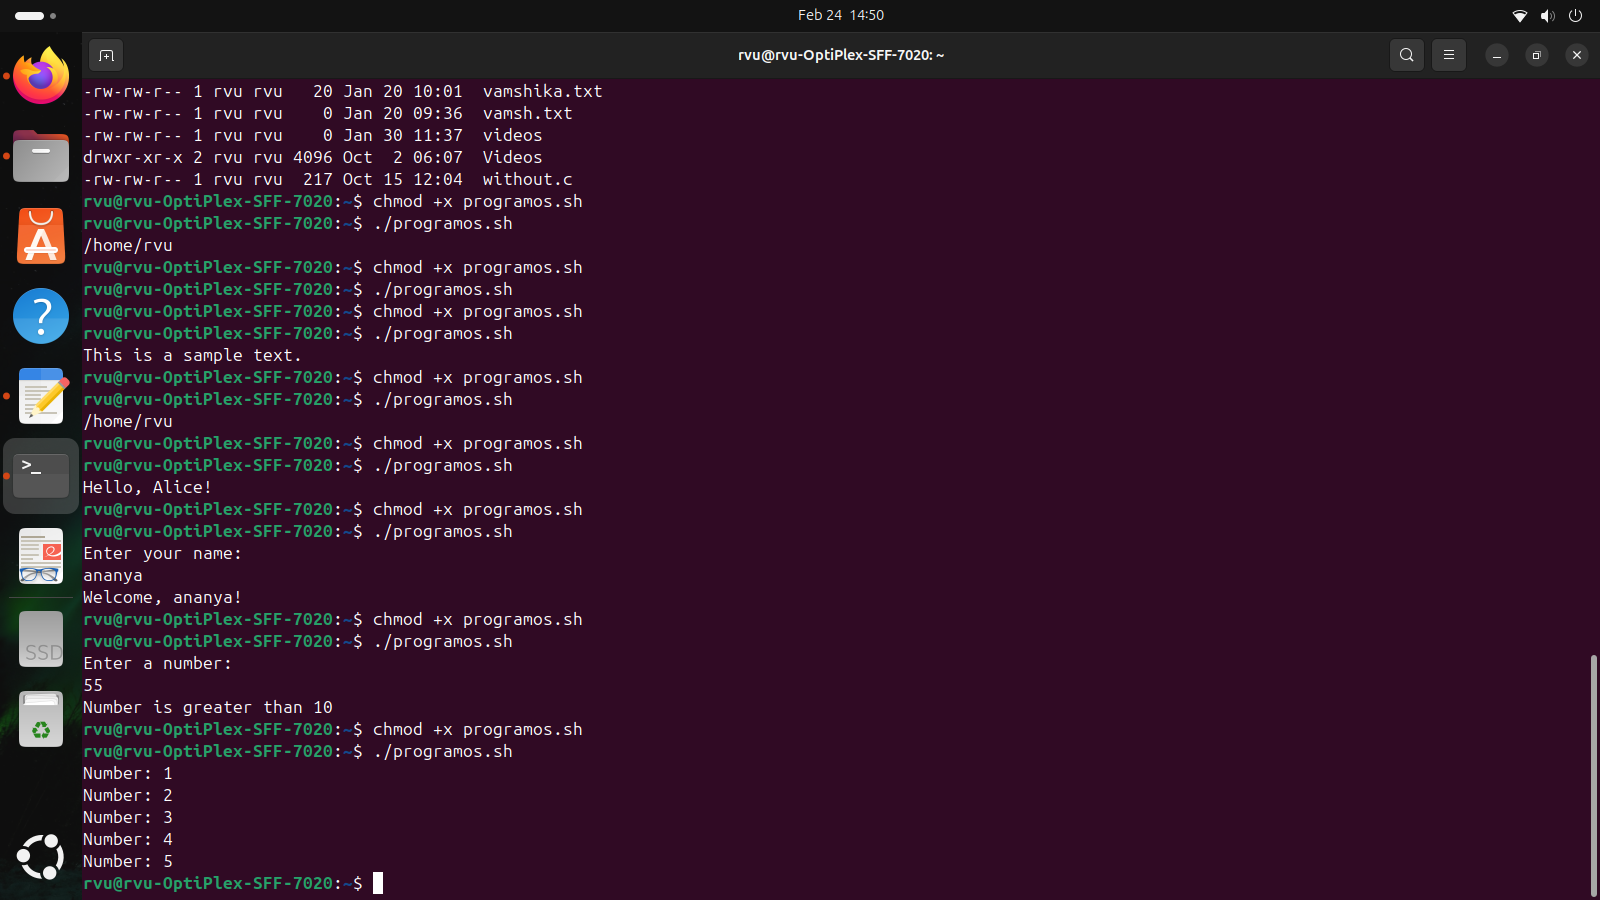 Feb 24 14:50
rvu@rvu-OptiPlex-SFF-7020: ~
-rw-rw-r-- 1 rvu rvu   20 Jan 20 10:01  vamshika.txt
-rw-rw-r-- 1 rvu rvu    0 Jan 20 09:36  vamsh.txt
-rw-rw-r-- 1 rvu rvu    0 Jan 30 11:37  videos
drwxr-xr-x 2 rvu rvu 4096 Oct  2 06:07  Videos
-rw-rw-r-- 1 rvu rvu  217 Oct 15 12:04  without.c
rvu@rvu-OptiPlex-SFF-7020:~$ chmod +x programos.sh
rvu@rvu-OptiPlex-SFF-7020:~$ ./programos.sh
/home/rvu
rvu@rvu-OptiPlex-SFF-7020:~$ chmod +x programos.sh
rvu@rvu-OptiPlex-SFF-7020:~$ ./programos.sh
rvu@rvu-OptiPlex-SFF-7020:~$ chmod +x programos.sh
rvu@rvu-OptiPlex-SFF-7020:~$ ./programos.sh
This is a sample text.
rvu@rvu-OptiPlex-SFF-7020:~$ chmod +x programos.sh
rvu@rvu-OptiPlex-SFF-7020:~$ ./programos.sh
/home/rvu
rvu@rvu-OptiPlex-SFF-7020:~$ chmod +x programos.sh
rvu@rvu-OptiPlex-SFF-7020:~$ ./programos.sh
Hello, Alice!
rvu@rvu-OptiPlex-SFF-7020:~$ chmod +x programos.sh
rvu@rvu-OptiPlex-SFF-7020:~$ ./programos.sh
Enter your name:
ananya
Welcome, ananya!
rvu@rvu-OptiPlex-SFF-7020:~$ chmod +x programos.sh
rvu@rvu-OptiPlex-SFF-7020:~$ ./programos.sh
Enter a number:
55
Number is greater than 10
rvu@rvu-OptiPlex-SFF-7020:~$ chmod +x programos.sh
rvu@rvu-OptiPlex-SFF-7020:~$ ./programos.sh
Number: 1
Number: 2
Number: 3
Number: 4
Number: 5
rvu@rvu-OptiPlex-SFF-7020:~$
SSD